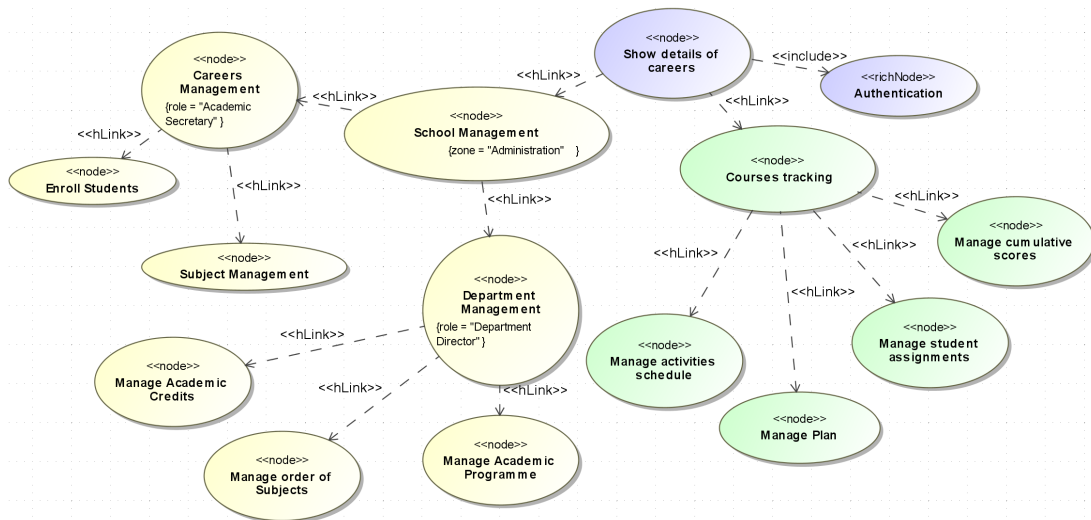 <<node>>
Show details of
careers
<<include>>
<<richNode>>
Authentication
<<node>>
Careers
Management
{role = "Academic
Secretary" }
<<hLink>>
<<hLink>>
<<hLink>>
<<node>>
School Management
{zone = "Administration" }
<<hLink>>
<<node>>
Enroll Students
<<hLink>>
<<node>>
Subject Management
<<hLink>>
<<node>>
Courses tracking
<<hLink>>
<<node>>
Manage cumulative
scores
<<hLink>>
<<hLink>>
<<hLink>>
<<node>>
Department
Management
{role = "Department
Director" }
<<hLink>>
<<node>>
Manage Academic
Credits
<<hLink>>
<<node>>
Manage order of
Subjects
<<hLink>>
<<node>>
Manage Academic
Programme
<<node>>
Manage activities
schedule
<<node>>
Manage Plan
<<node>>
Manage student
assignments